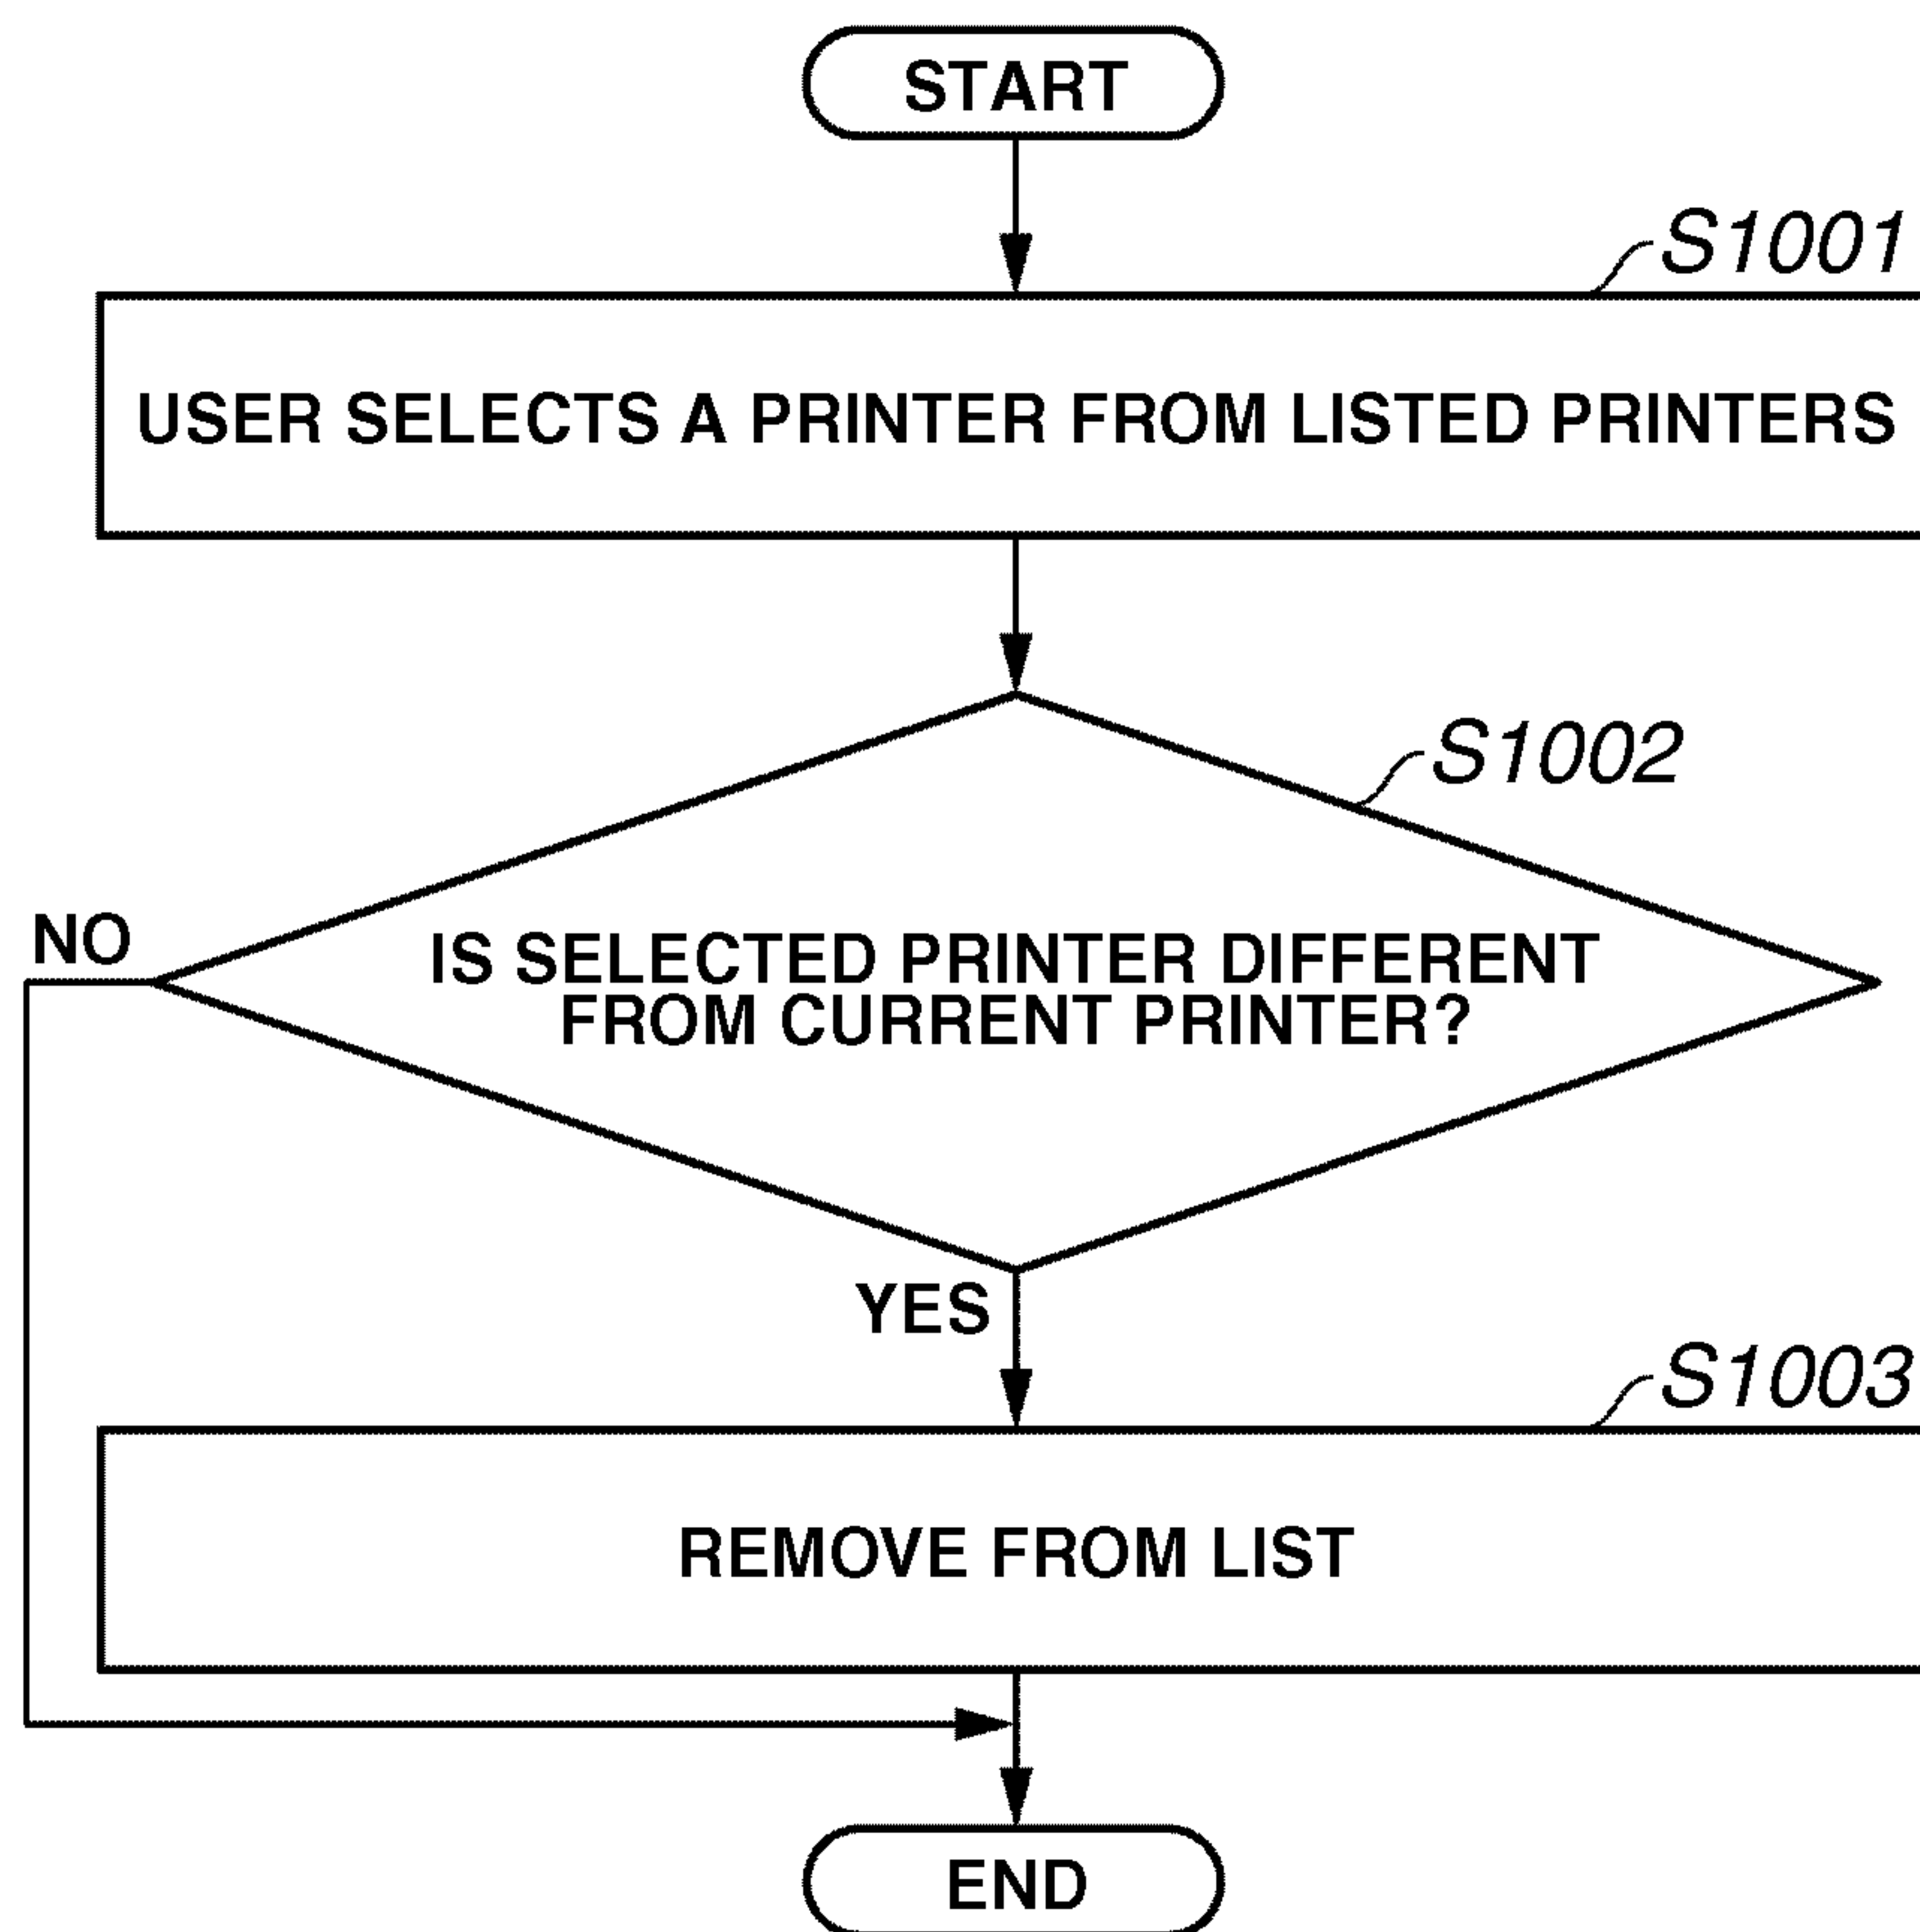 START
S1001
USER SELECTS A PRINTER FROM LISTED PRINTERS
S1002
NO
IS SELECTED PRINTER DIFFERENT
FROM CURRENT PRINTER?
YES
S1003
REMOVE FROM LIST
END